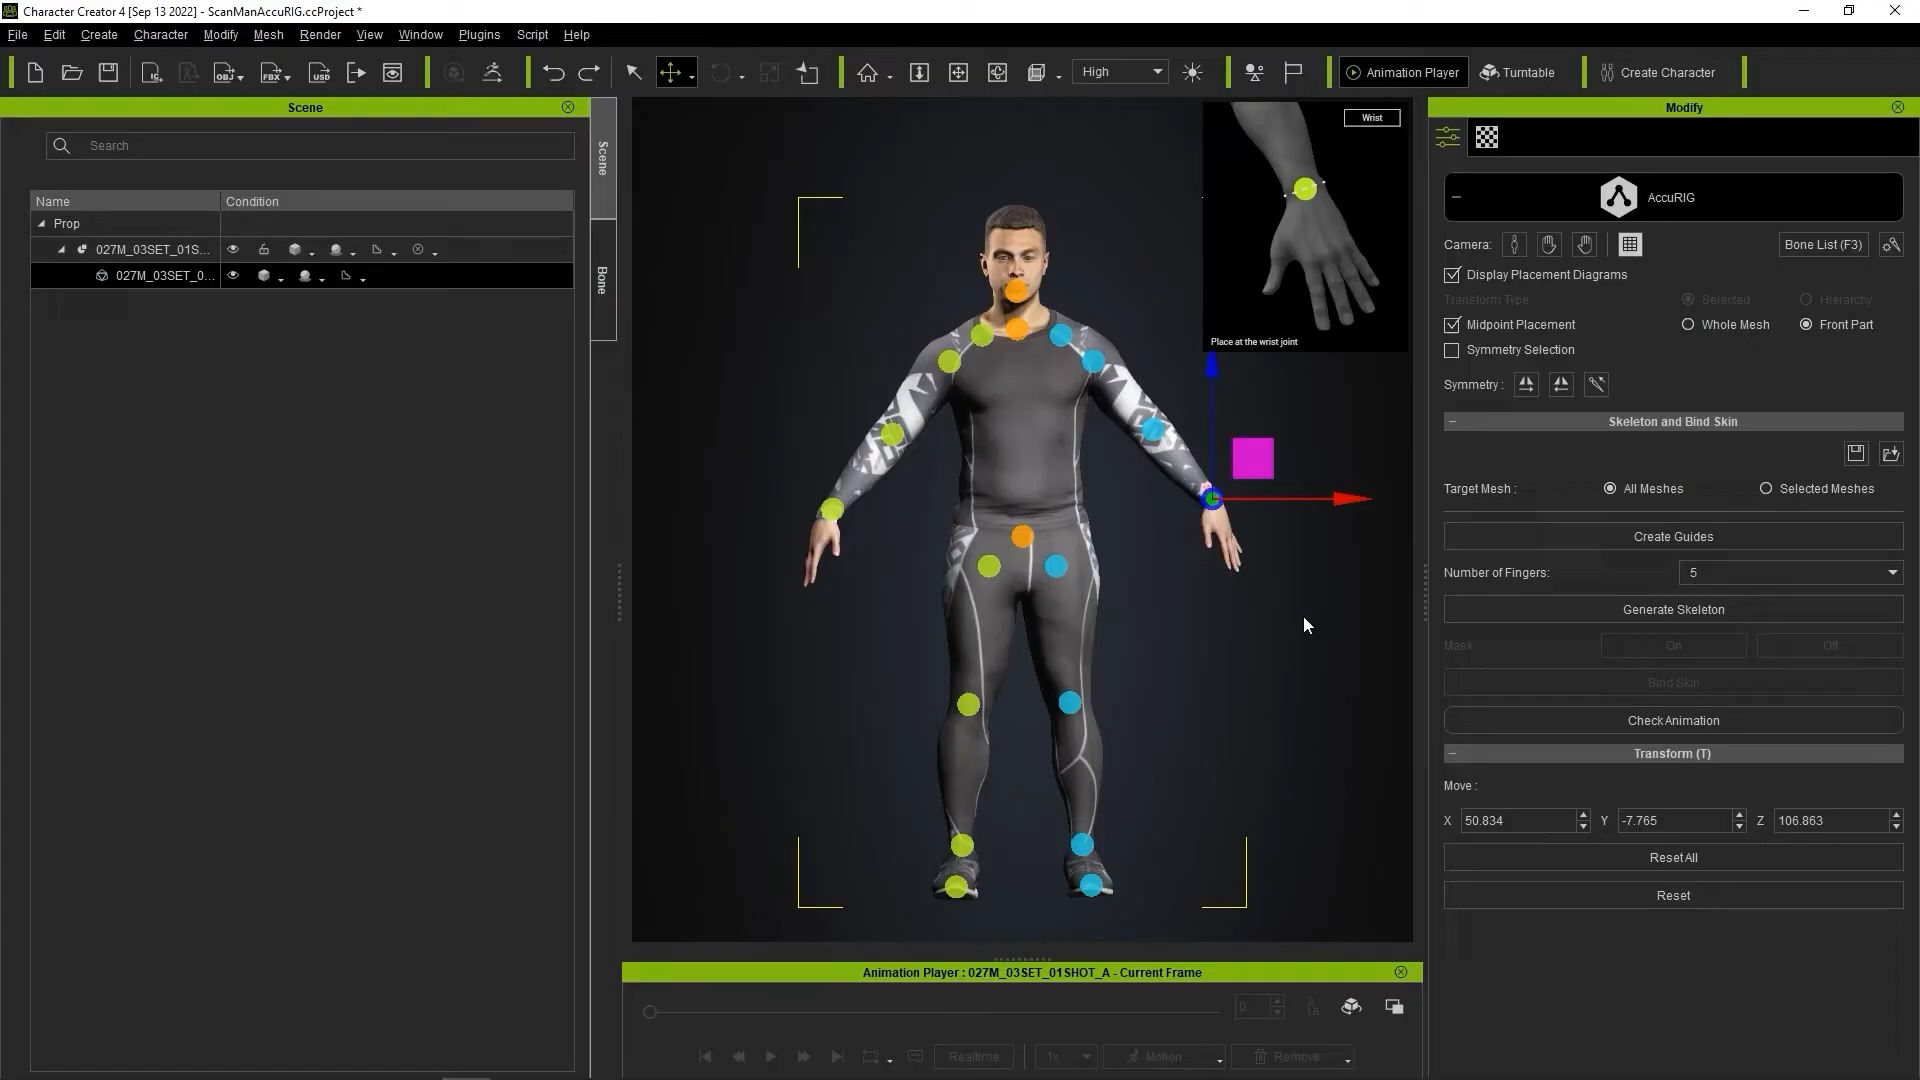 Character Creator 4 [Sep 13 2022] - ScanManAccuRIG.ccProject *
File Edit Create Character Modify Mesh Render View Window Plugins Script Help
OBJ FBX USD High Animation Player Turntable Create Character
Scene
Search
Name Condition
Prop
027M_03SET_01S...
027M_03SET_0...
Scene
Bone
Wrist
Place at the wrist joint
Modify
AccuRIG
Camera: Bone List (F3)
Display Placement Diagrams
Transform Type Selected Hierarchy
Midpoint Placement Whole Mesh Front Part
Symmetry Selection
Symmetry :
Skeleton and Bind Skin
Target Mesh : All Meshes Selected Meshes
Create Guides
Number of Fingers: 5
Generate Skeleton
Mask On Off
Bind Skin
Check Animation
Transform (T)
Move :
X 50.834 Y -7.765 Z 106.863
Reset All
Reset
Animation Player : 027M_03SET_01SHOT_A - Current Frame
0
Realtime 1x Motion Remove